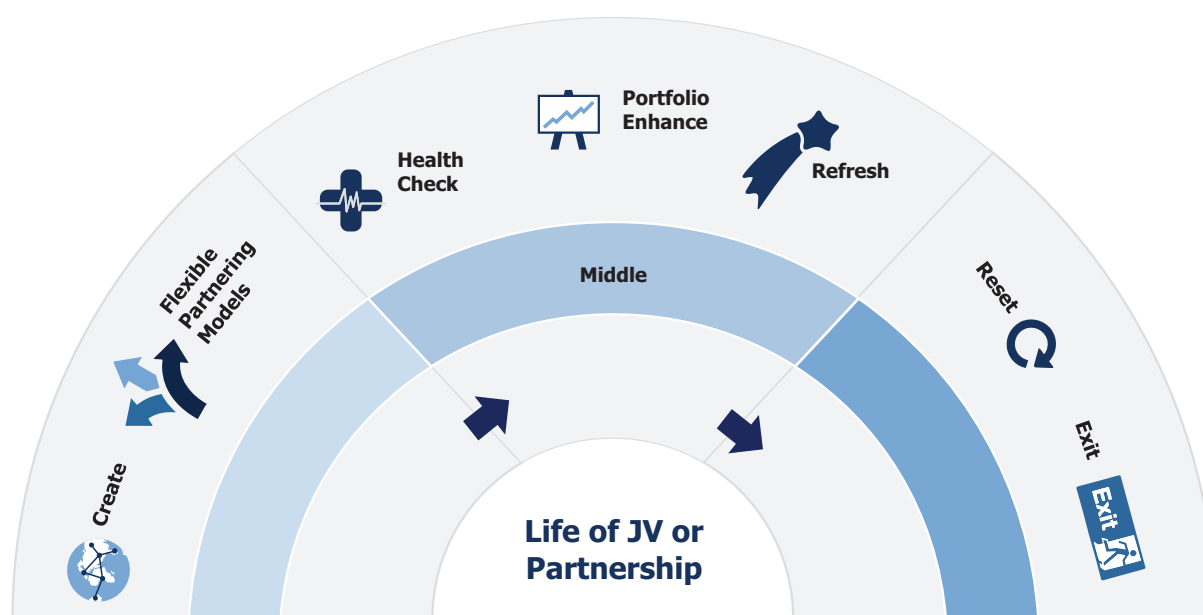 Create
Flexible
Partnering
Models
Health
Check
Portfolio
Enhance
Refresh
Middle
Reset
Exit
Exit
Life of JV or
Partnership